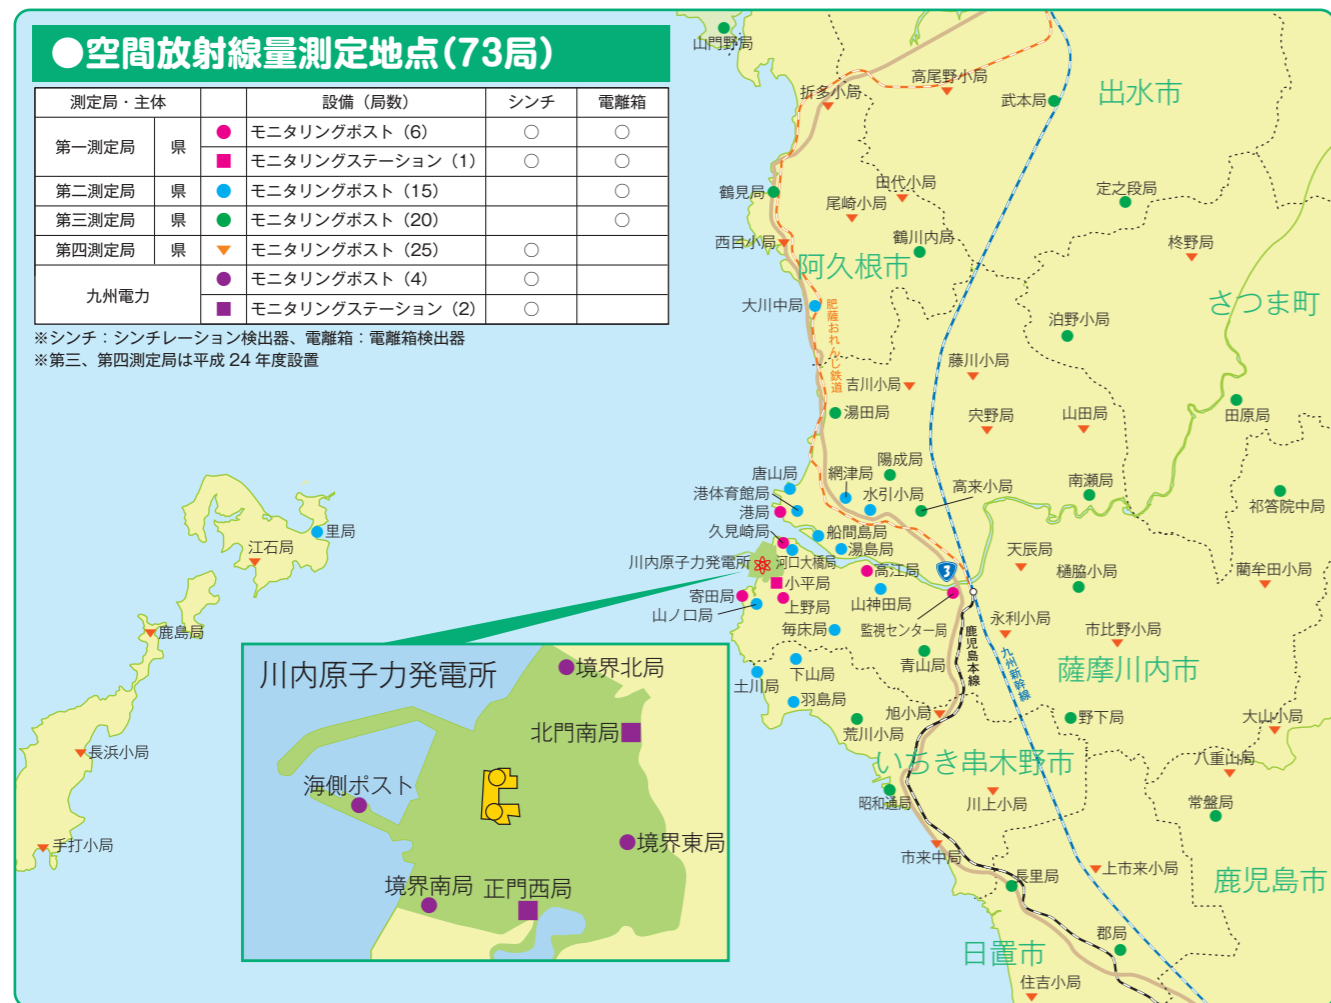 ●空間放射線量測定地点(73局)
測定局・主体 設備（局数） シンチ 電離箱
第一測定局 県 モニタリングポスト（6） ○ ○
モニタリングステーション（1） ○ ○
第二測定局 県 モニタリングポスト（15） ○
第三測定局 県 モニタリングポスト（20） ○
第四測定局 県 モニタリングポスト（25） ○
九州電力 モニタリングポスト（4） ○
モニタリングステーション（2） ○
※シンチ：シンチレーション検出器、電離箱：電離箱検出器
※第三、第四測定局は平成 24 年度設置
山門野局
折多小局
高尾野小局
武本局
出水市
鶴見局
田代小局
尾崎小局
定之段局
西目小局
鶴川内局
柊野局
阿久根市
さつま町
大川中局
肥薩おれんじ鉄道
泊野小局
藤川小局
吉川小局
湯田局
宍野局
山田局
田原局
唐山局
網津局
陽成局
港体育館局
水引小局
高来小局
南瀬局
祁答院中局
港局
久見崎局
船間島局
湯島局
川内原子力発電所
河口大橋局
小平局
高江局
3
天辰局
樋脇小局
藺牟田小局
寄田局
上野局
山ノ口局
山神田局
監視センター局
永利小局
市比野小局
毎床局
青山局
鹿児島本線
九州新幹線
薩摩川内市
下山局
土川局
羽島局
荒川小局
旭小局
野下局
大山小局
いちき串木野市
八重山局
昭和通局
川上小局
常盤局
市来中局
上市来小局
長里局
鹿児島市
郡局
日置市
住吉小局
里局
江石局
鹿島局
長浜小局
手打小局
川内原子力発電所
境界北局
北門南局
海側ポスト
境界東局
境界南局
正門西局